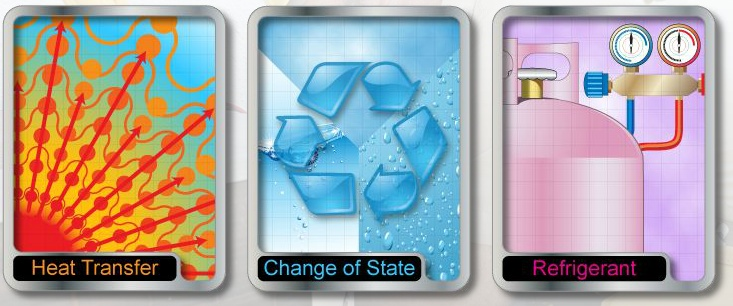 Heat Transfer
Change of State
Refrigerant